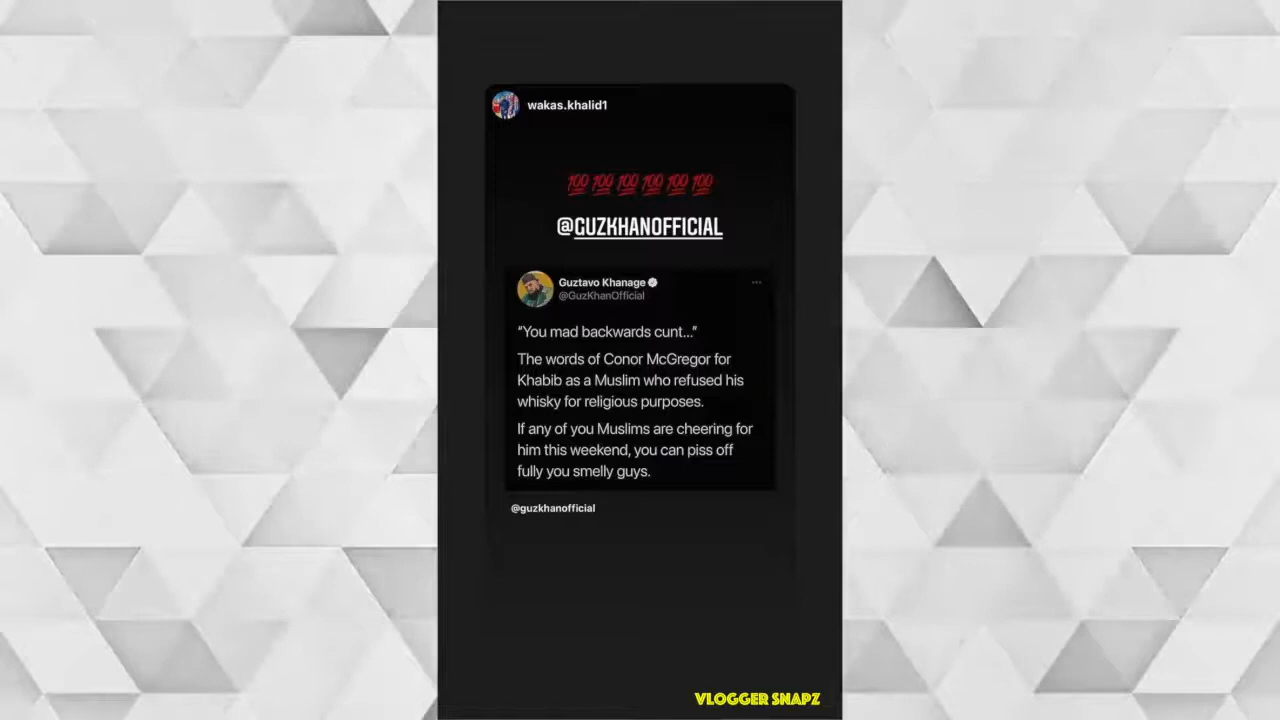 wakas.khalid1
💯💯💯💯💯💯
@GUZKHANOFFICIAL
Guztavo Khanage
@GuzKhanOfficial
“You mad backwards cunt...”
The words of Conor McGregor for
Khabib as a Muslim who refused his
whisky for religious purposes.
If any of you Muslims are cheering for
him this weekend, you can piss off
fully you smelly guys.
@guzkhanofficial
VLOGGER SNAPZ